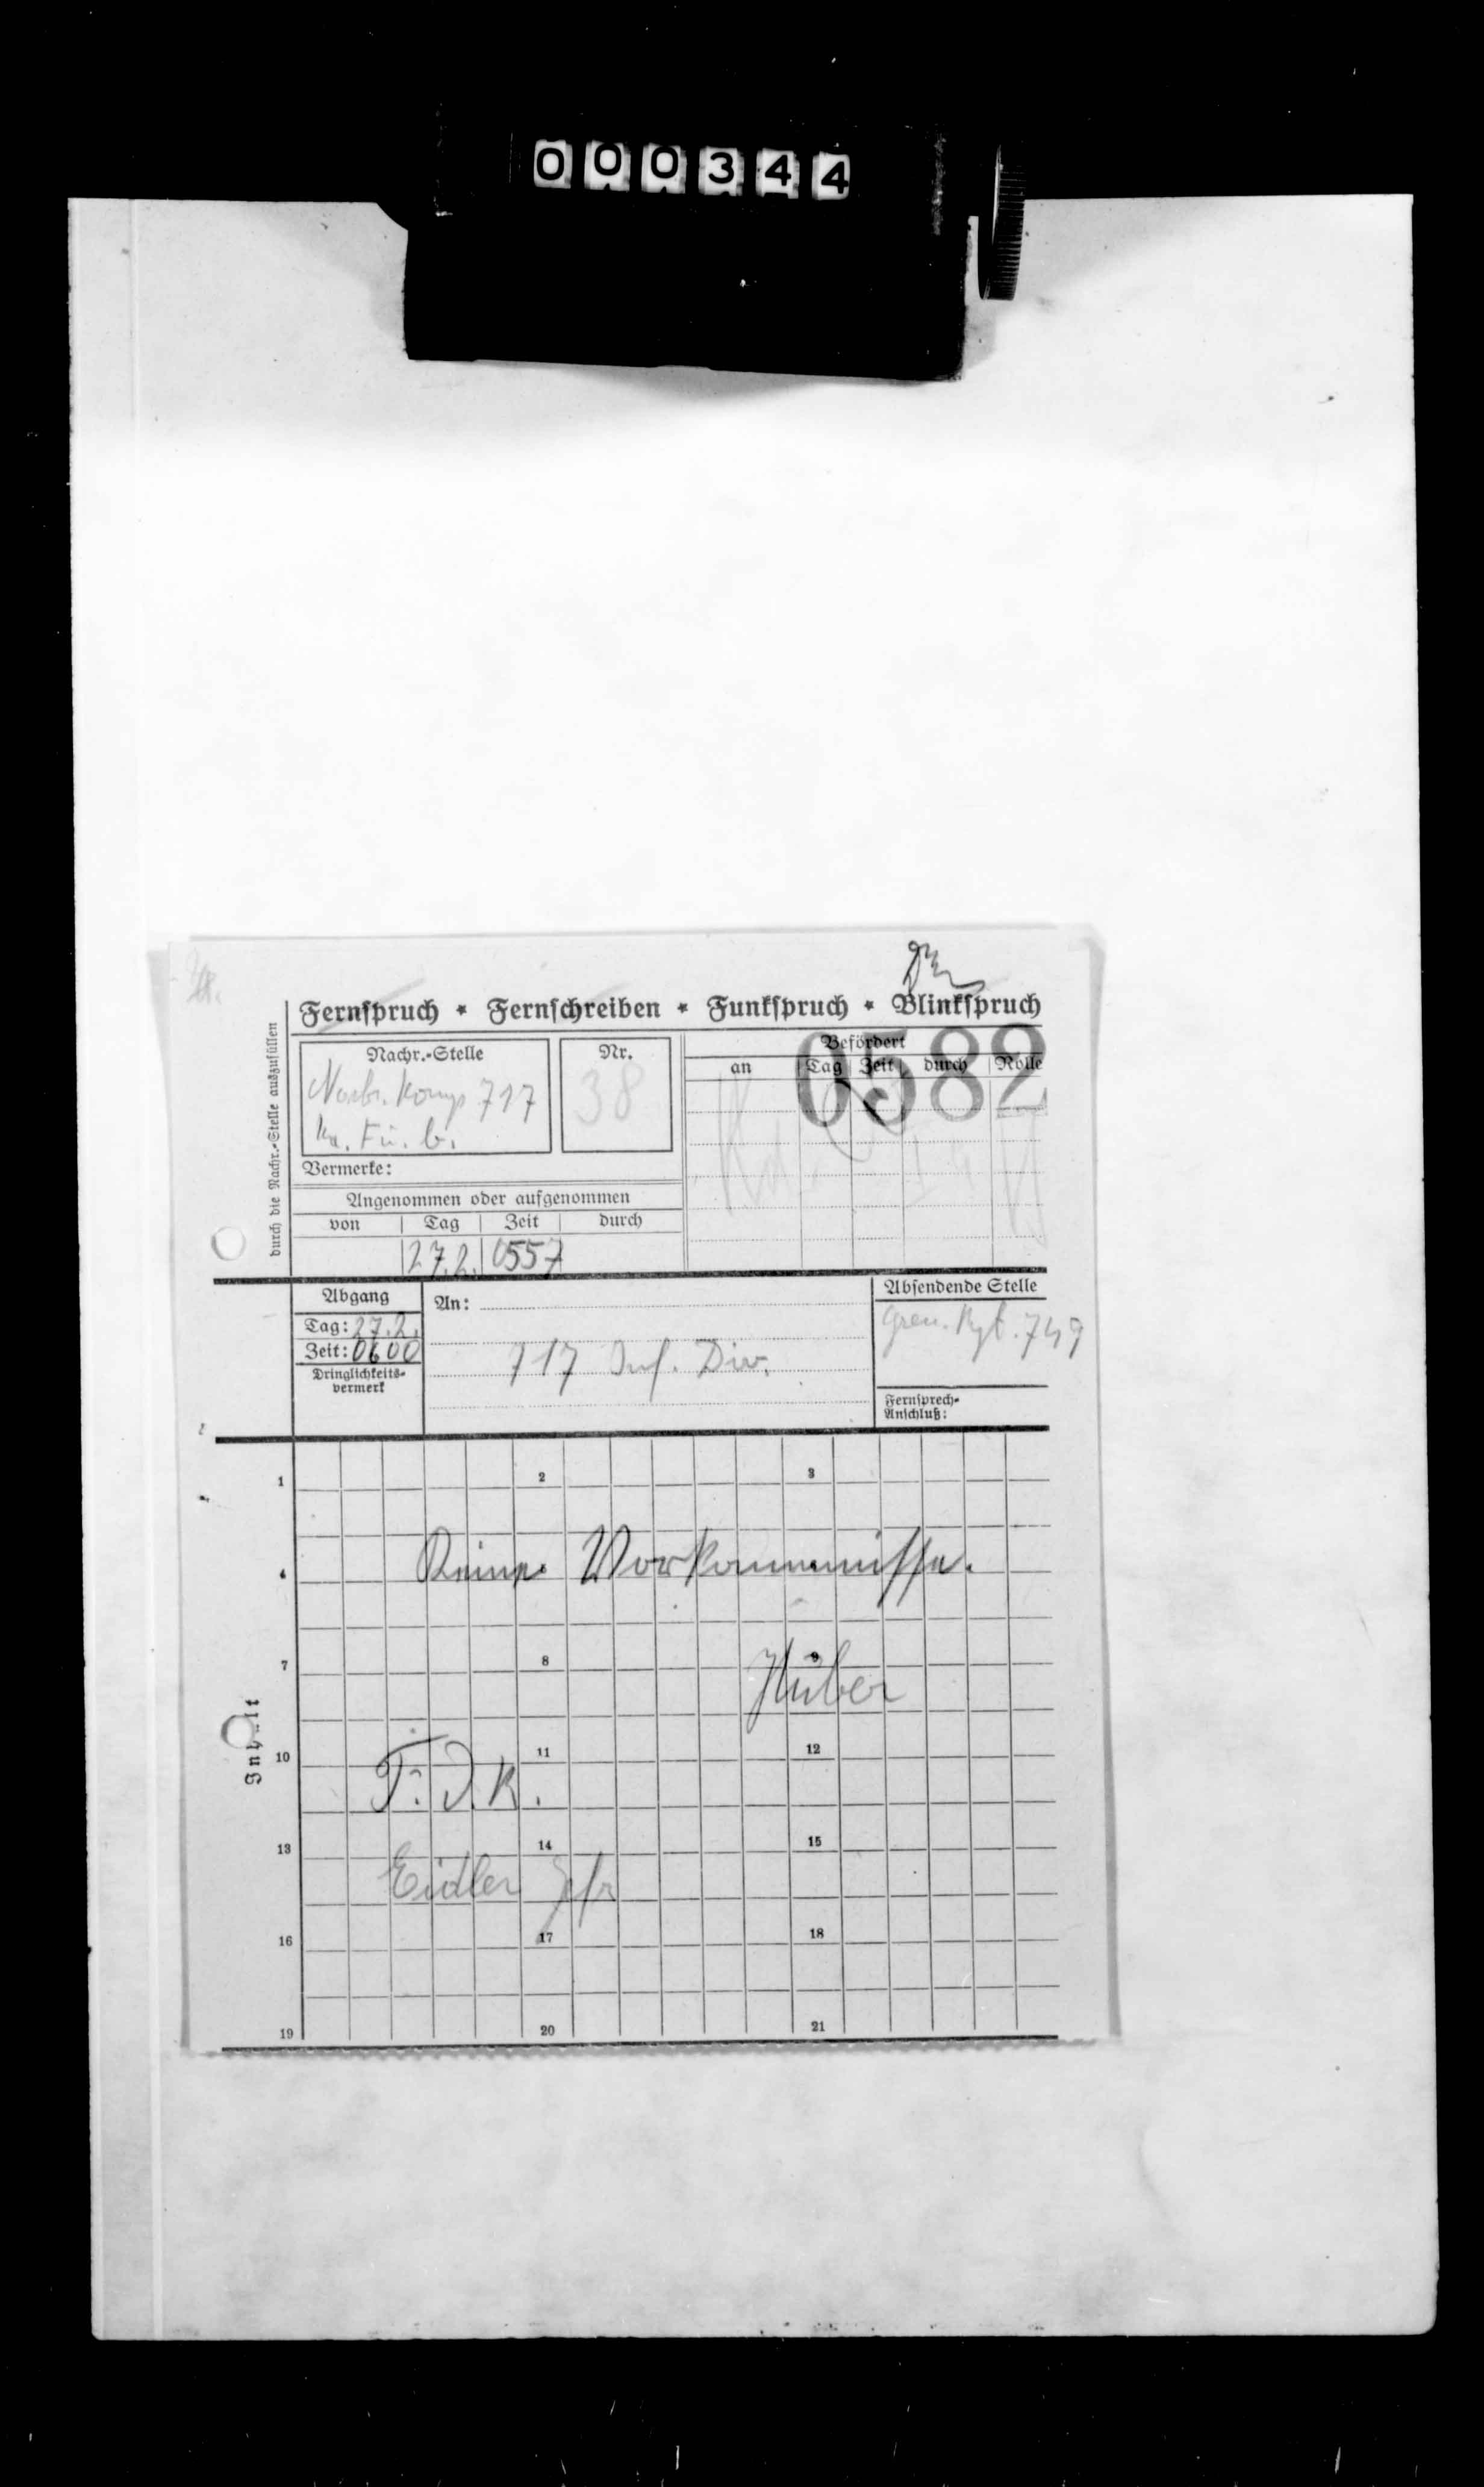 000344
Fernspruch * Fernschreiben * Funkspruch * Blinkspruch
durch die Nachr.-Stelle auszufüllen
Nachr.-Stelle
Nachr. Komp 717
Nr.
38
Befördert
0582
an Tag Zeit durch Rolle
Vermerke:
Angenommen oder aufgenommen
von Tag Zeit durch
27.2. 0557
Abgang
Tag: 27.2.
Zeit: 0600
Dringlichkeits-
vermerk
An:
717 Inf. Div.
Absendende Stelle
Gren. Rgt. 749
Fernsprech-
Anschluß:
Inhalt
1 2 3
Keine Vorkommnisse.
4
7 8 9
Huber
10 11 12
F. d. R.
13 14 15
Eidler Gfr
16 17 18
19 20 21